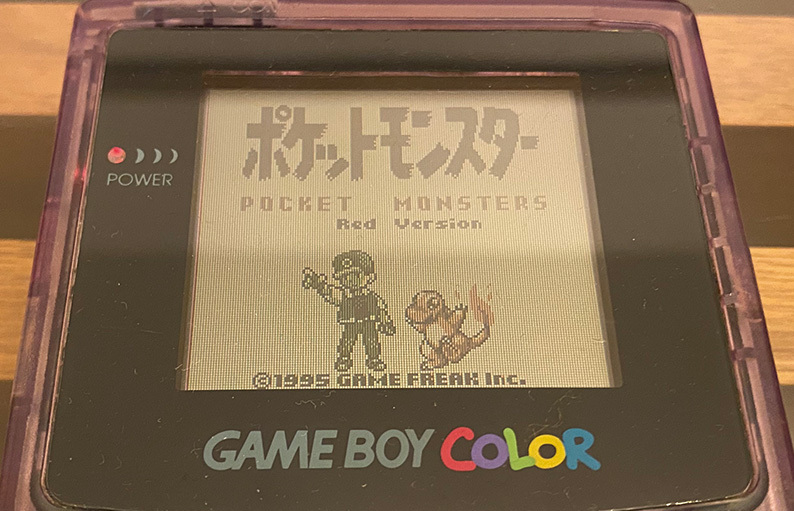 ポケットモンスター
POCKET MONSTERS
Red Version
POWER
©1995 GAME FREAK Inc.
GAME BOY COLOR